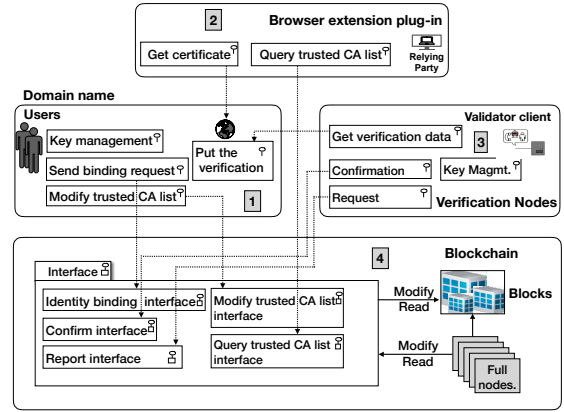 2
Browser extension plug-in
Get certificate
Query trusted CA list
Relying
Party
Domain name
Users
Key management
Send binding request
Modify trusted CA list
Put the
verification
1
Validator client
Get verification data
3
Confirmation
Key Magmt.
Request
Verification Nodes
4
Blockchain
Interface
Identity binding interface
Confirm interface
Report interface
Modify trusted CA list
interface
Query trusted CA list
interface
Modify
Read
Blocks
Modify
Read
Full
nodes.